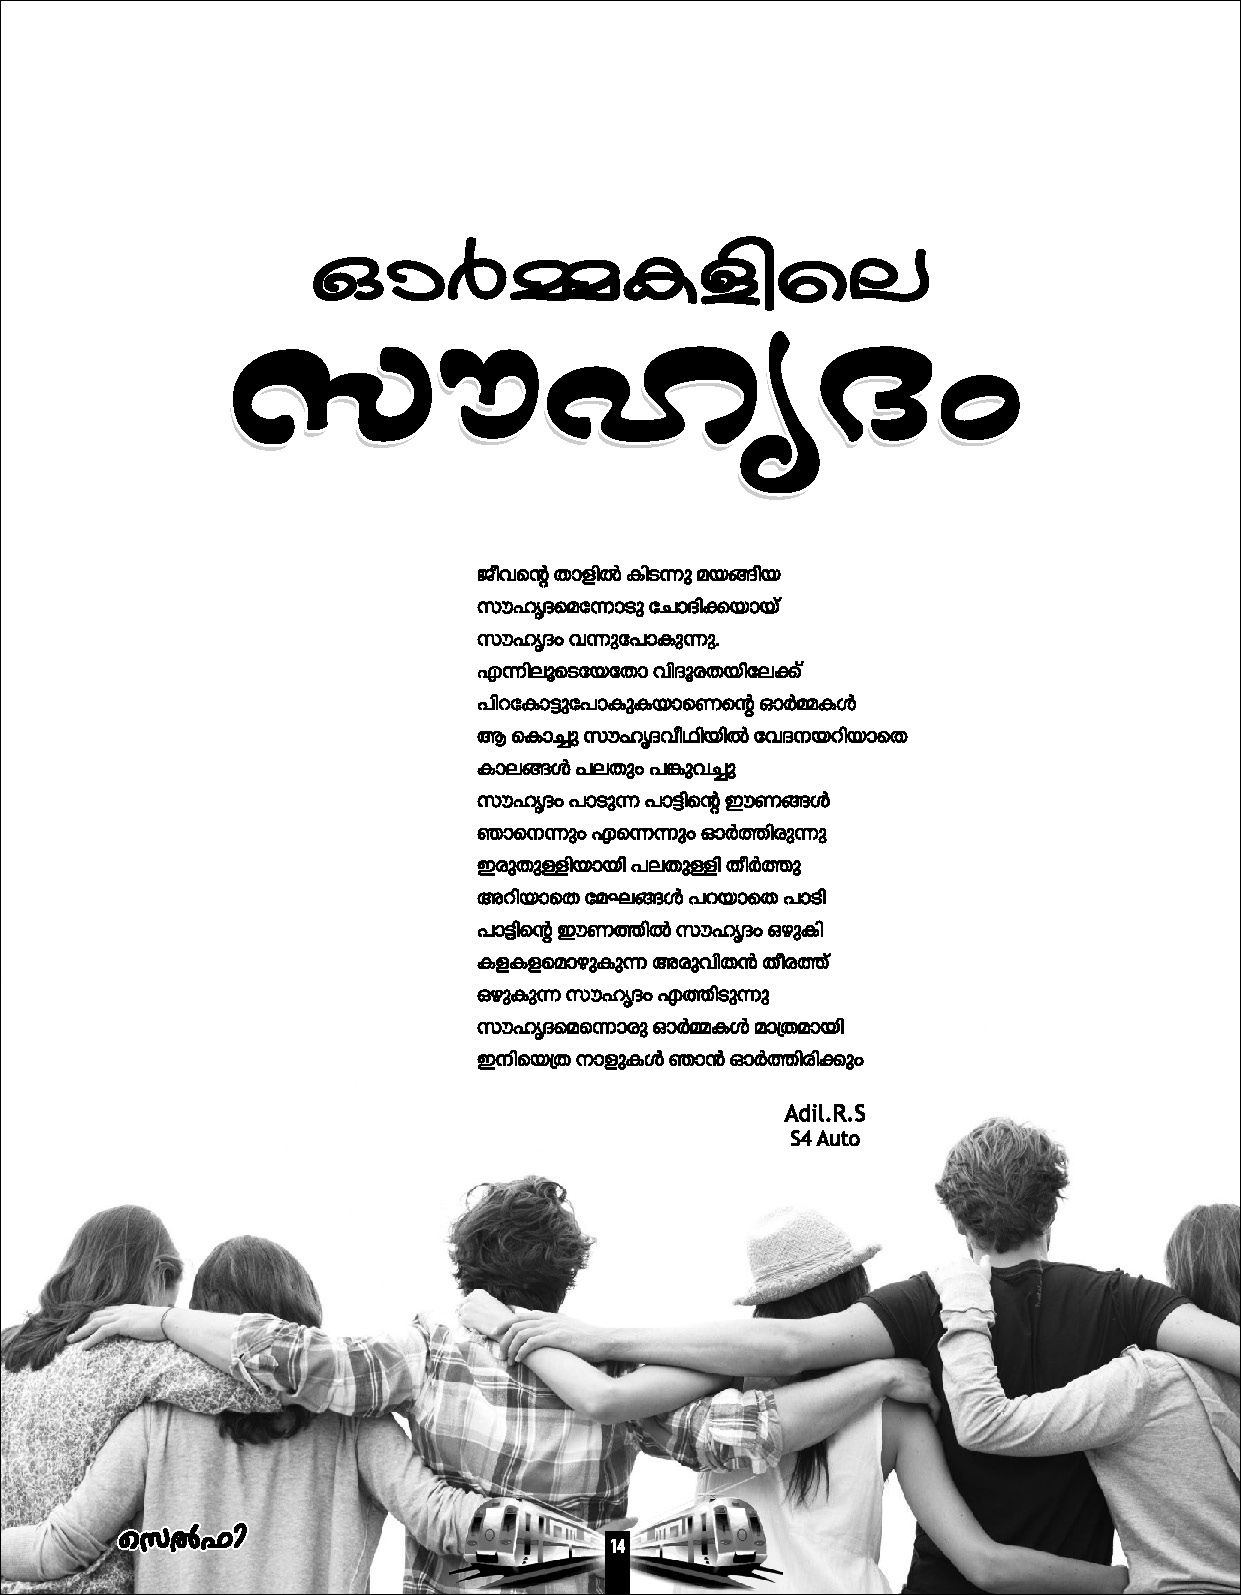 ഓർമ്മകളിലെ
സൗഹൃദം
ജീവന്റെ താളിൽ കിടന്നു മയങ്ങിയ
സൗഹൃദമെന്നോടു ചോദിക്കയായ്
സൗഹൃദം വന്നുപോകുന്നു.
എന്നിലൂടെയേതോ വിദൂരതയിലേക്ക്
പിറകോട്ടുപോകുകയാണെന്റെ ഓർമ്മകൾ
ആ കൊച്ചു സൗഹൃദവീഥിയിൽ വേദനയറിയാതെ
കാലങ്ങൾ പലതും പങ്കുവച്ചു
സൗഹൃദം പാടുന്ന പാട്ടിന്റെ ഈണങ്ങൾ
ഞാനെന്നും എന്നെന്നും ഓർത്തിരുന്നു
ഇരുതുള്ളിയായി പലതുള്ളി തീർത്തു
അറിയാതെ മേഘങ്ങൾ പറയാതെ പാടി
പാട്ടിന്റെ ഈണത്തിൽ സൗഹൃദം ഒഴുകി
കളകളമൊഴുകുന്ന അരുവിതൻ തീരത്ത്
ഒഴുകുന്ന സൗഹൃദം എത്തിടുന്നു
സൗഹൃദമെന്നൊരു ഓർമ്മകൾ മാത്രമായി
ഇനിയെത്ര നാളുകൾ ഞാൻ ഓർത്തിരിക്കും
Adil.R.S
S4 Auto
സെൽഫി
14